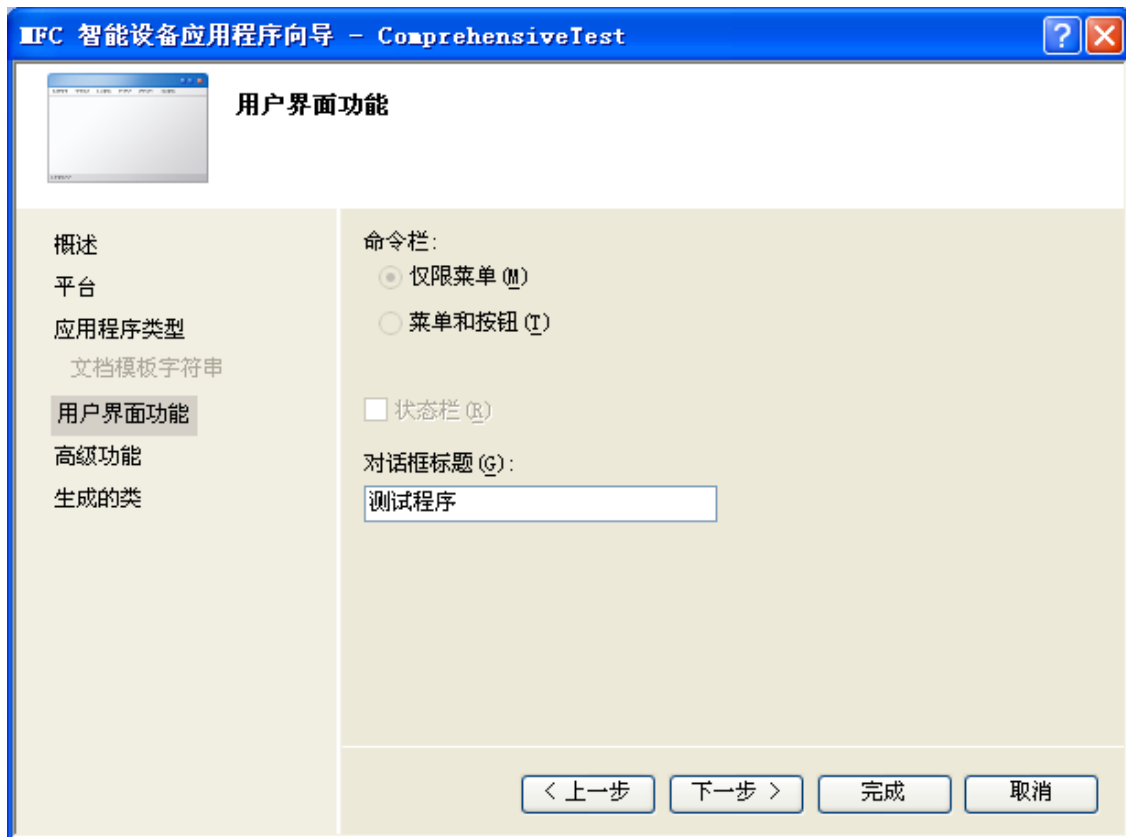 MFC 智能设备应用程序向导 - ComprehensiveTest
用户界面功能
概述
平台
应用程序类型
文档模板字符串
用户界面功能
高级功能
生成的类
命令栏:
仅限菜单(M)
菜单和按钮(T)
状态栏(R)
对话框标题(G):
测试程序
< 上一步
下一步 >
完成
取消